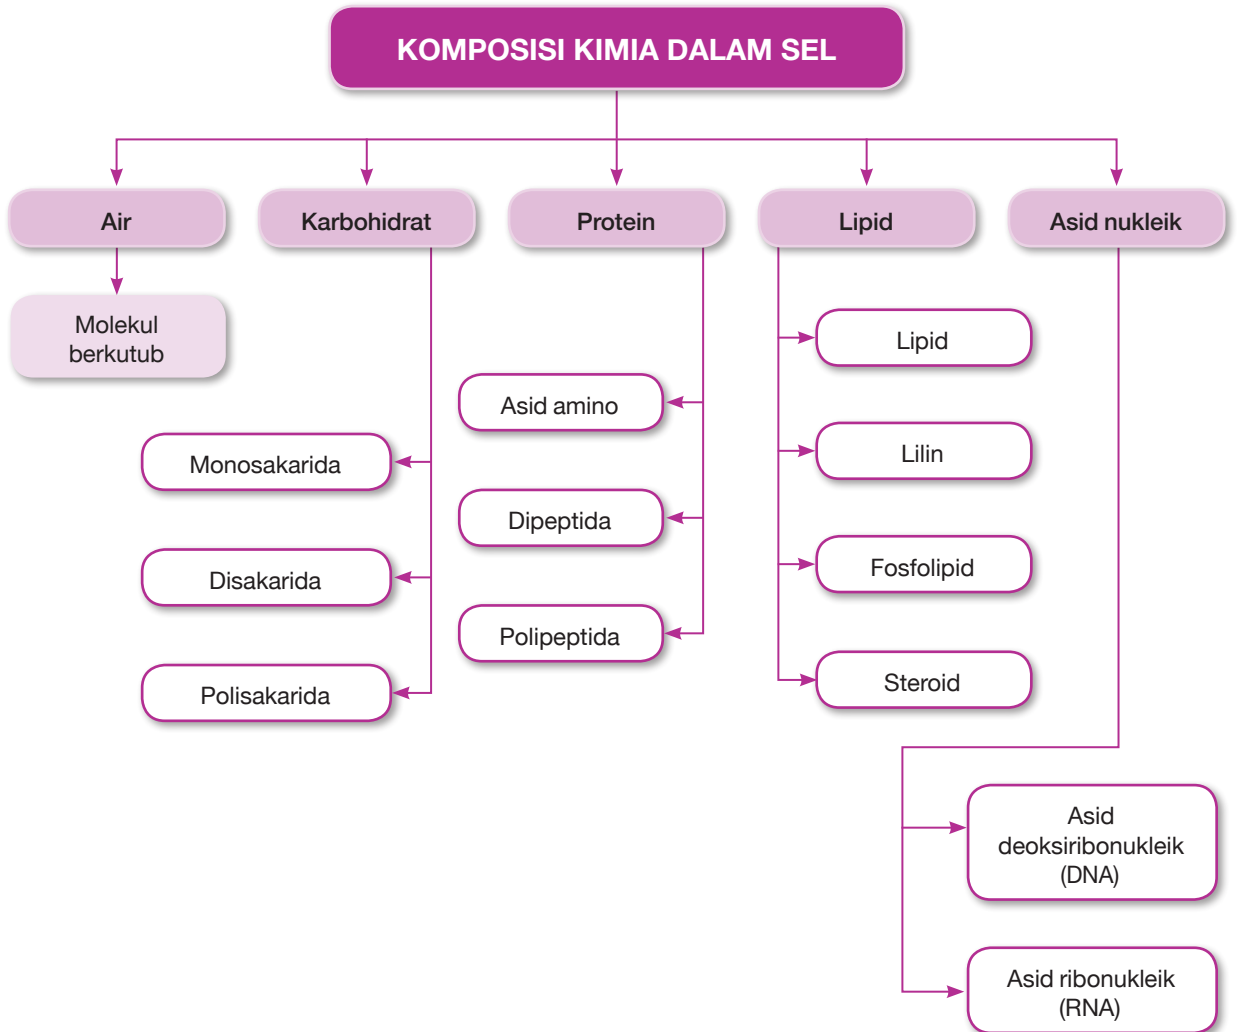 KOMPOSISI KIMIA DALAM SEL
Air
Karbohidrat
Protein
Lipid
Asid nukleik
Molekul
berkutub
Monosakarida
Disakarida
Polisakarida
Asid amino
Dipeptida
Polipeptida
Lipid
Lilin
Fosfolipid
Steroid
Asid
deoksiribonukleik
(DNA)
Asid ribonukleik
(RNA)